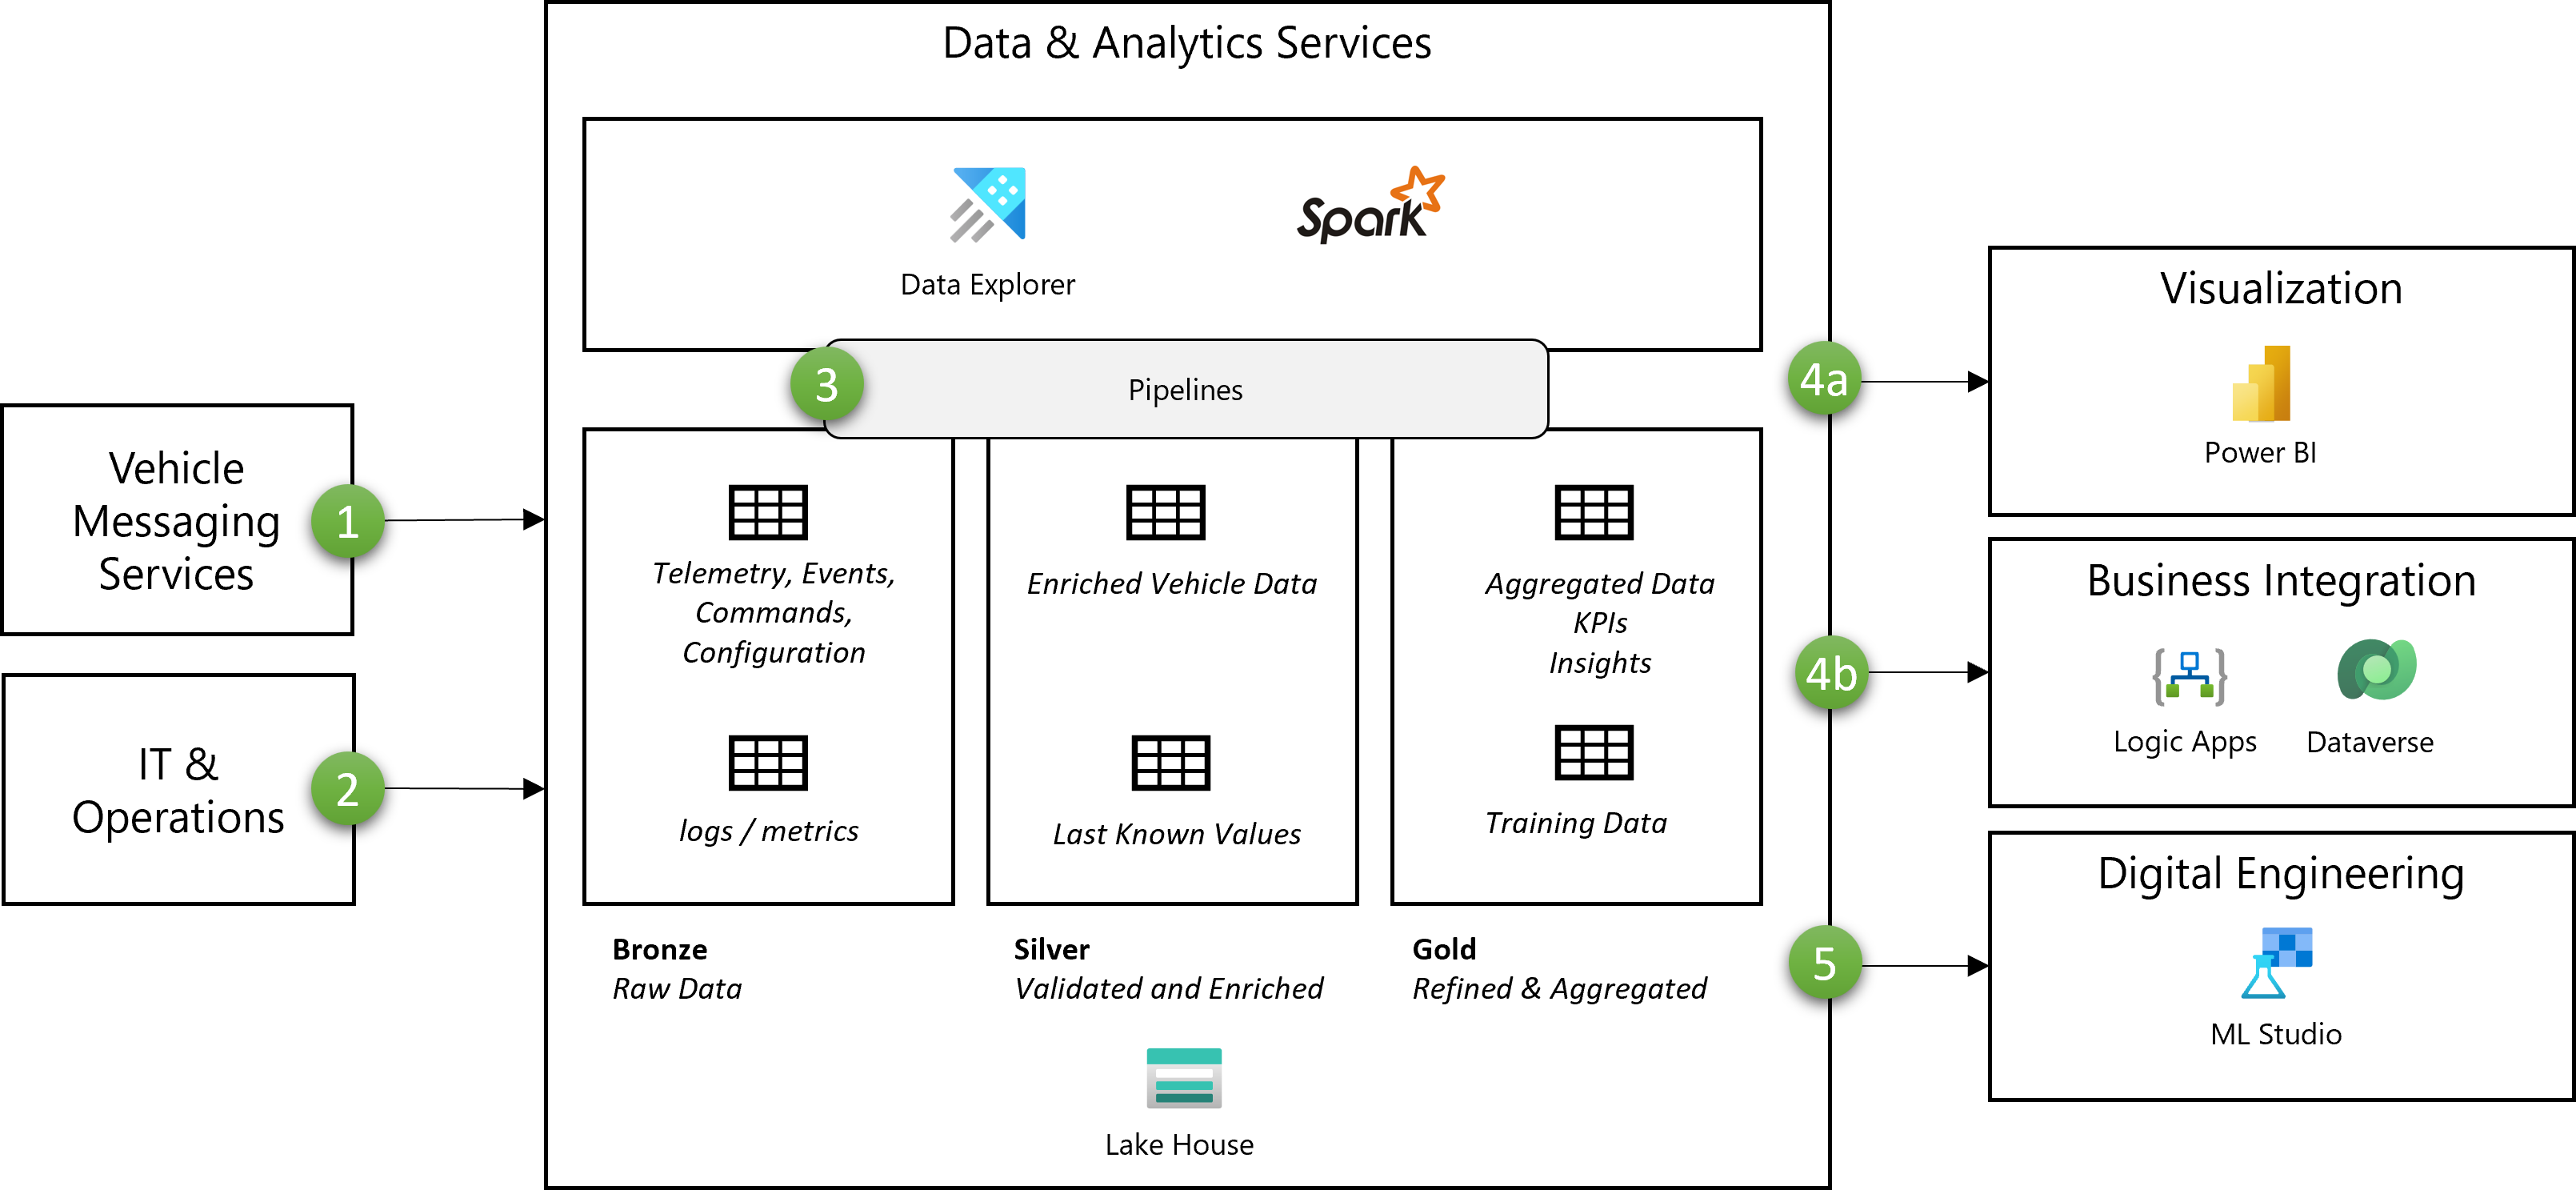 Data & Analytics Services
Data Explorer
Spark
3
Pipelines
Vehicle
Messaging
Services
1
IT &
Operations
2
Telemetry, Events,
Commands,
Configuration
logs / metrics
Enriched Vehicle Data
Last Known Values
Aggregated Data
KPIs
Insights
Training Data
Bronze
Raw Data
Silver
Validated and Enriched
Gold
Refined & Aggregated
Lake House
4a
Visualization
Power BI
4b
Business Integration
Logic Apps
Dataverse
5
Digital Engineering
ML Studio